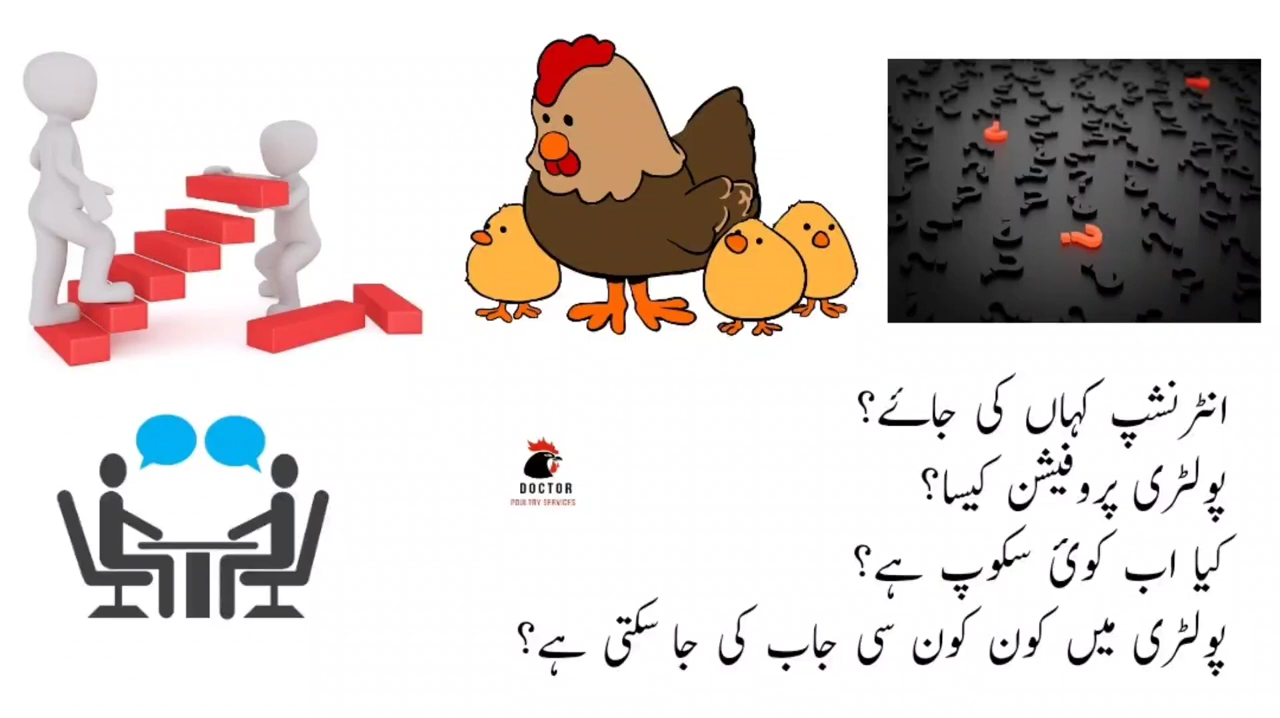 انٹرنشپ کہاں کی جائے؟
پولٹری پروفیشن کیسا؟
کیا اب کوئ سکوپ ہے؟
پولٹری میں کون کون سی جاب کی جا سکتی ہے؟
DOCTOR
POULTRY SERVICES